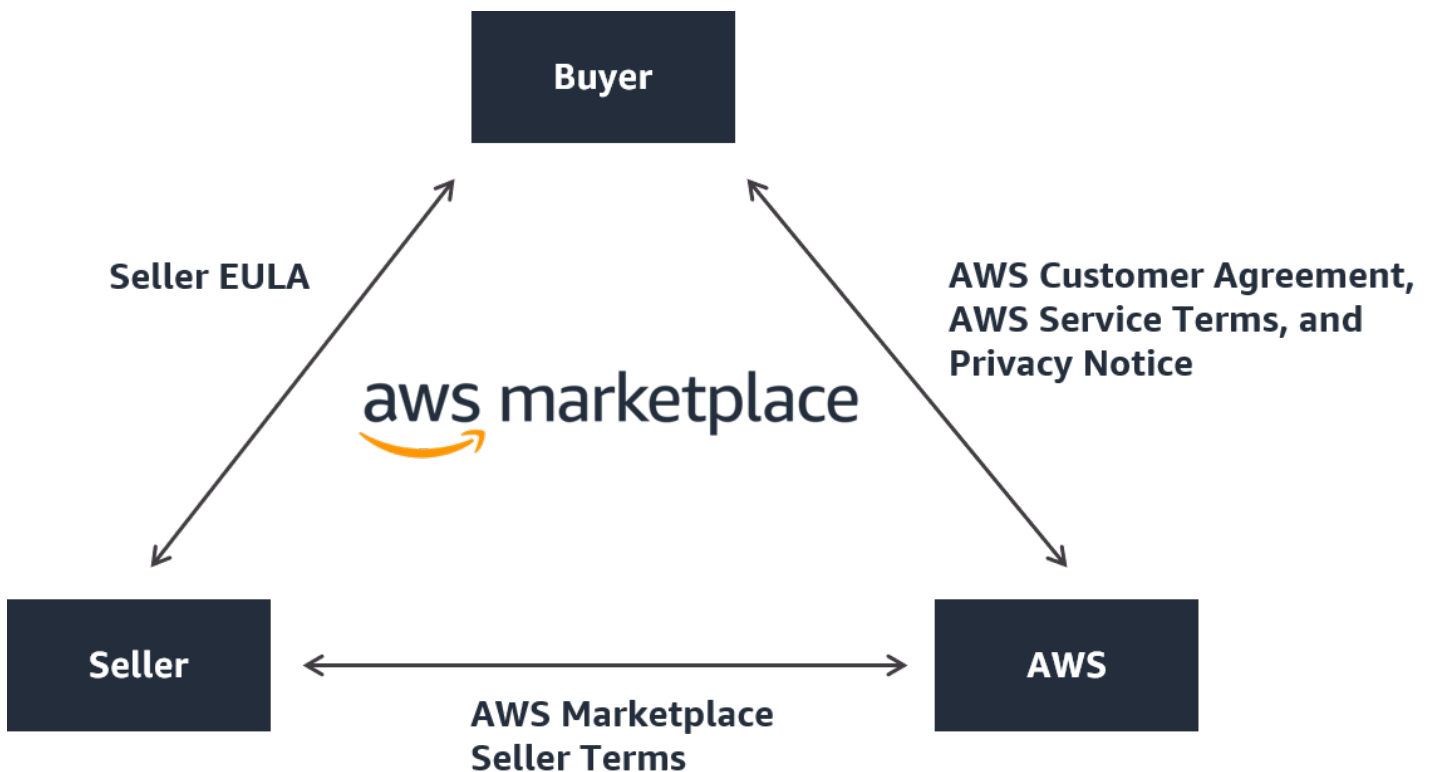 Buyer
Seller EULA
AWS Customer Agreement,
AWS Service Terms, and
Privacy Notice
aws marketplace
Seller
AWS
AWS Marketplace
Seller Terms